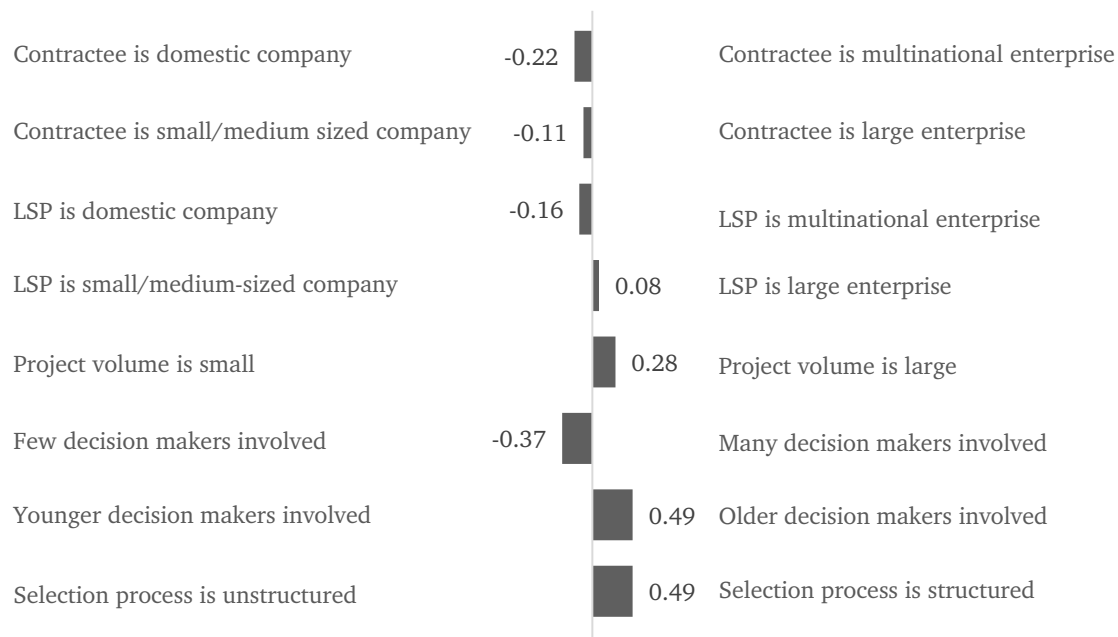 Contractee is domestic company -0.22 Contractee is multinational enterprise
Contractee is small/medium sized company -0.11 Contractee is large enterprise
LSP is domestic company -0.16 LSP is multinational enterprise
LSP is small/medium-sized company 0.08 LSP is large enterprise
Project volume is small 0.28 Project volume is large
Few decision makers involved -0.37 Many decision makers involved
Younger decision makers involved 0.49 Older decision makers involved
Selection process is unstructured 0.49 Selection process is structured